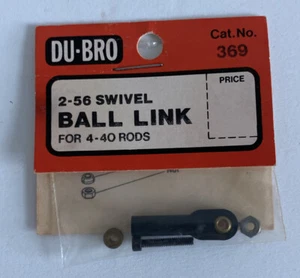 DU-BRO
Cat.No.
369
2-56 SWIVEL
BALL LINK
FOR 4-40 RODS
PRICE